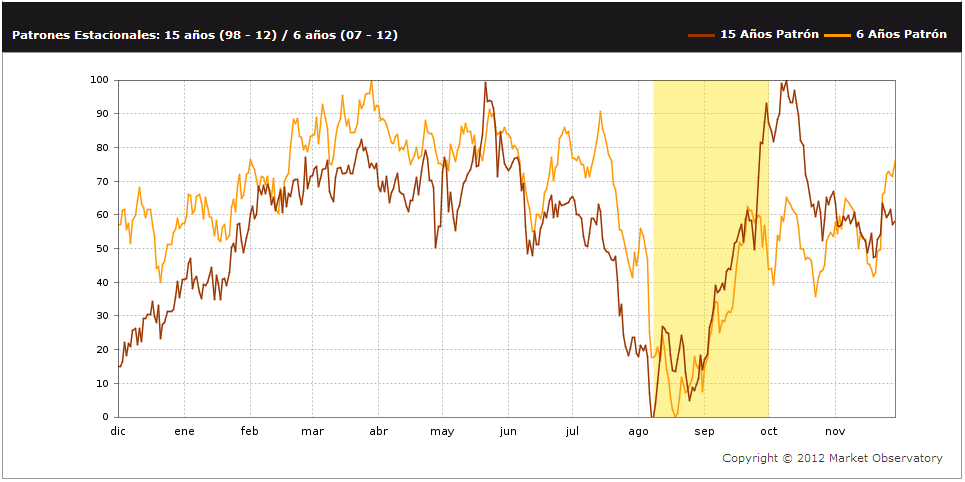 Patrones Estacionales: 15 años (98 - 12) / 6 años (07 - 12)
15 Años Patrón
6 Años Patrón
100
90
80
70
60
50
40
30
20
10
0
dic ene feb mar abr may jun jul ago sep oct nov
Copyright © 2012 Market Observatory